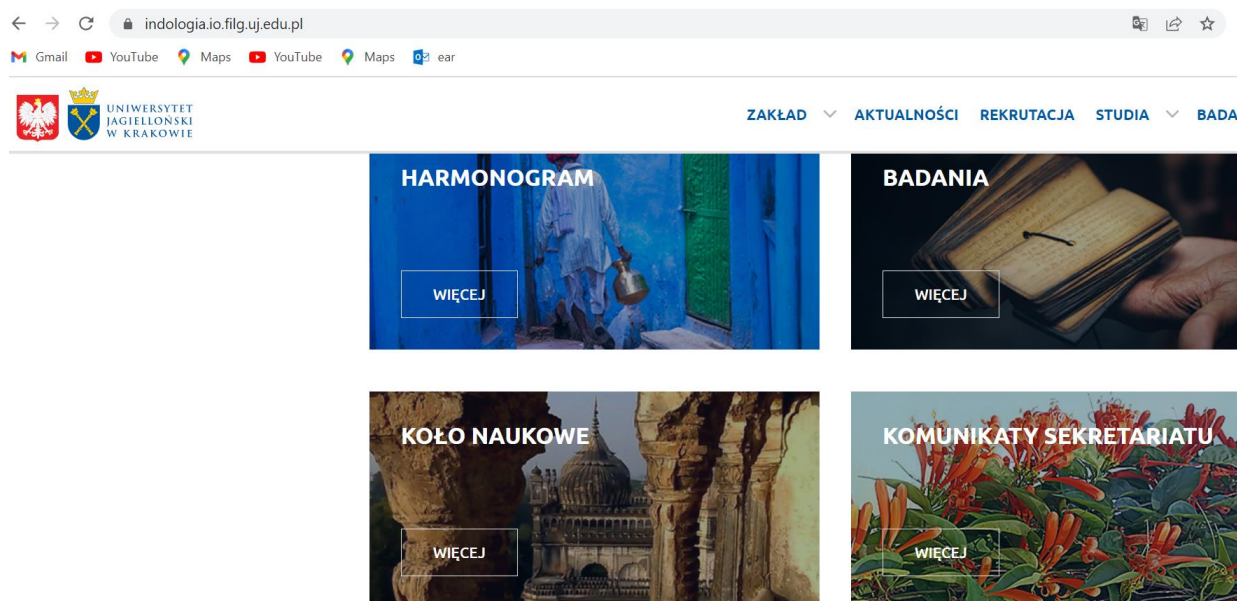 indologia.io.filg.uj.edu.pl
Gmail YouTube Maps YouTube Maps ear
UNIWERSYTET
JAGIELLOŃSKI
W KRAKOWIE
ZAKŁAD AKTUALNOŚCI REKRUTACJA STUDIA BADA
HARMONOGRAM
WIĘCEJ
BADANIA
WIĘCEJ
KOŁO NAUKOWE
WIĘCEJ
KOMUNIKATY SEKRETARIATU
WIĘCEJ